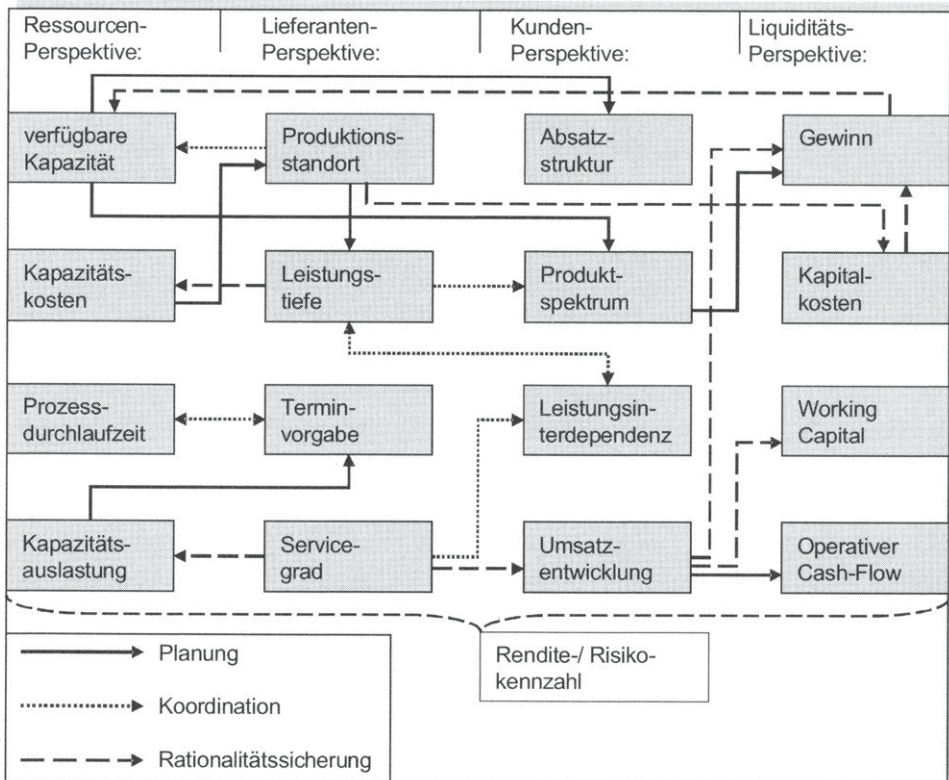 Ressourcen-
Perspektive:
Lieferanten-
Perspektive:
Kunden-
Perspektive:
Liquiditäts-
Perspektive:
verfügbare
Kapazität
Produktions-
standort
Absatz-
struktur
Gewinn
Kapazitäts-
kosten
Leistungs-
tiefe
Produkt-
spektrum
Kapital-
kosten
Prozess-
durchlaufzeit
Termin-
vorgabe
Leistungsin-
terdependenz
Working
Capital
Kapazitäts-
auslastung
Service-
grad
Umsatz-
entwicklung
Operativer
Cash-Flow
Rendite-/ Risiko-
kennzahl
Planung
Koordination
Rationalitätssicherung